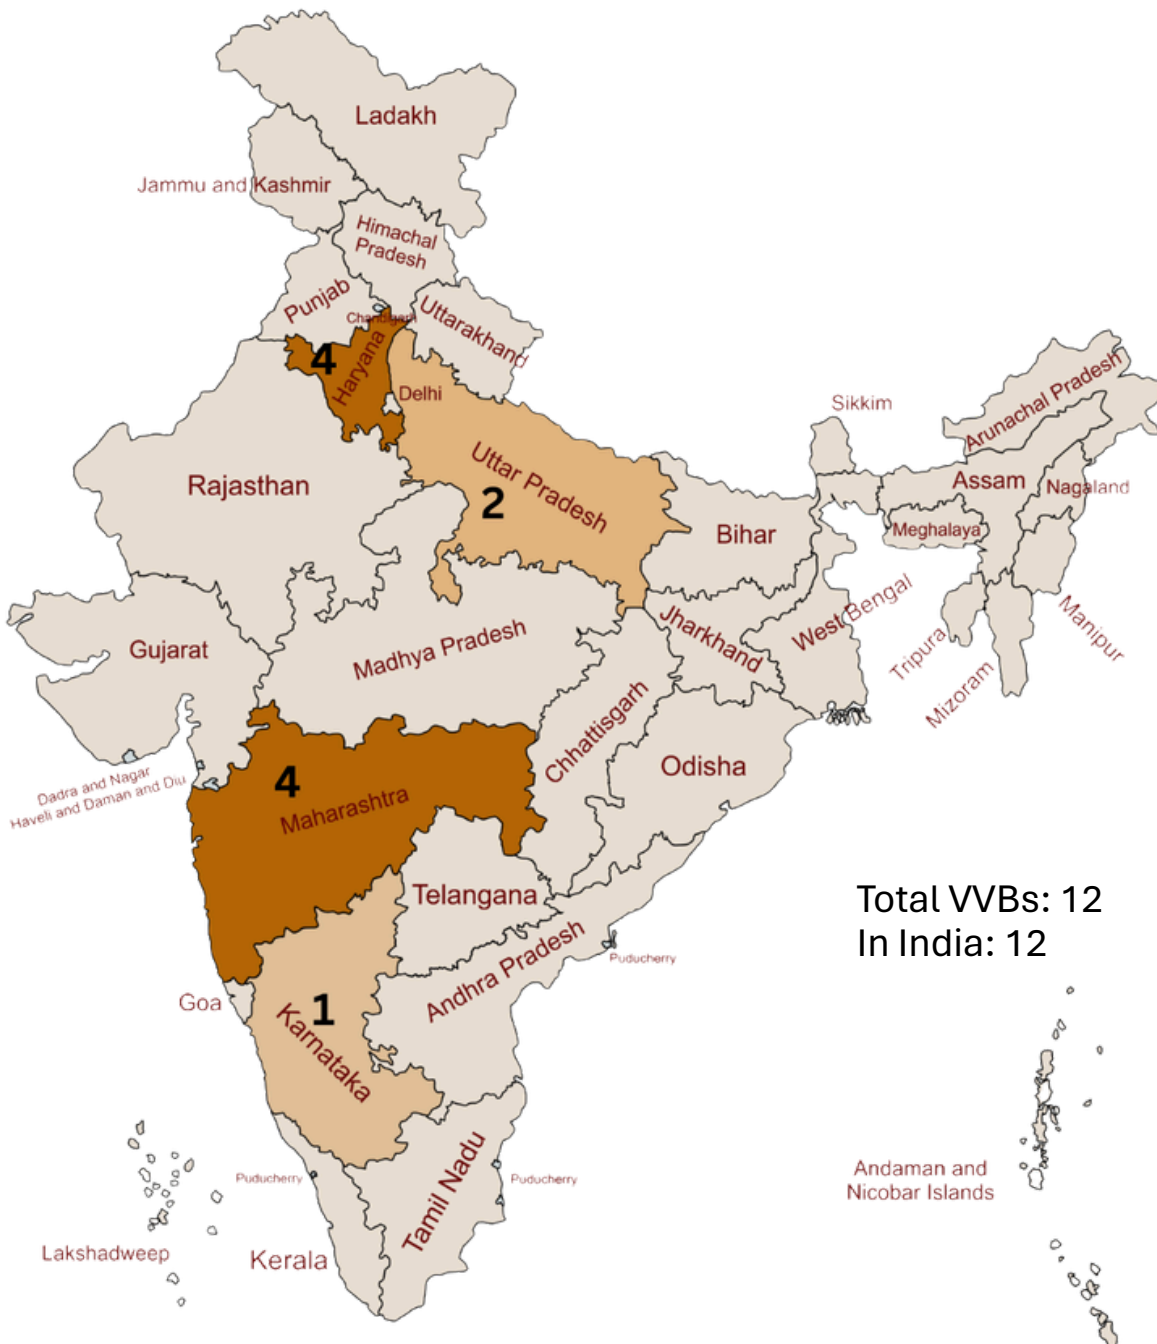 Ladakh
Jammu and Kashmir
Himachal
Pradesh
Punjab
Chandigarh
Uttarakhand
4
Haryana
Delhi
Sikkim
Arunachal Pradesh
Rajasthan
Uttar Pradesh
2
Assam
Nagaland
Bihar
Meghalaya
Gujarat
Madhya Pradesh
Jharkhand
West Bengal
Tripura
Manipur
Mizoram
Chhattisgarh
Odisha
Dadra and Nagar
Haveli and Daman and Diu
4
Maharashtra
Telangana
Total VVBs: 12
In India: 12
Andhra Pradesh
Puducherry
Goa
1
Karnataka
Puducherry
Tamil Nadu
Puducherry
Andaman and
Nicobar Islands
Lakshadweep
Kerala